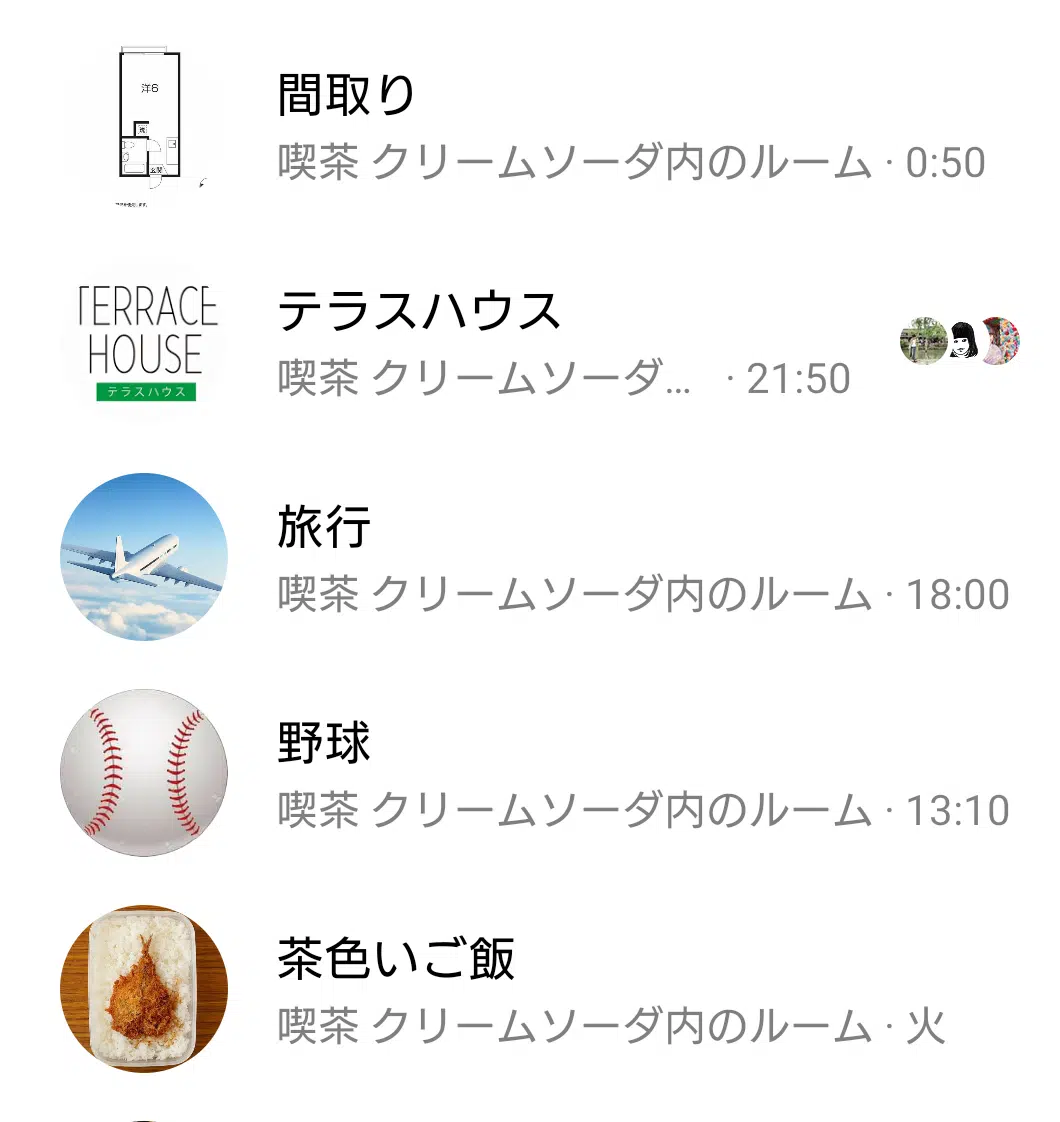 洋6
玄関
間取り
喫茶 クリームソーダ内のルーム · 0:50
TERRACE
HOUSE
テラスハウス
テラスハウス
喫茶 クリームソーダ… · 21:50
旅行
喫茶 クリームソーダ内のルーム · 18:00
野球
喫茶 クリームソーダ内のルーム · 13:10
茶色いご飯
喫茶 クリームソーダ内のルーム · 火